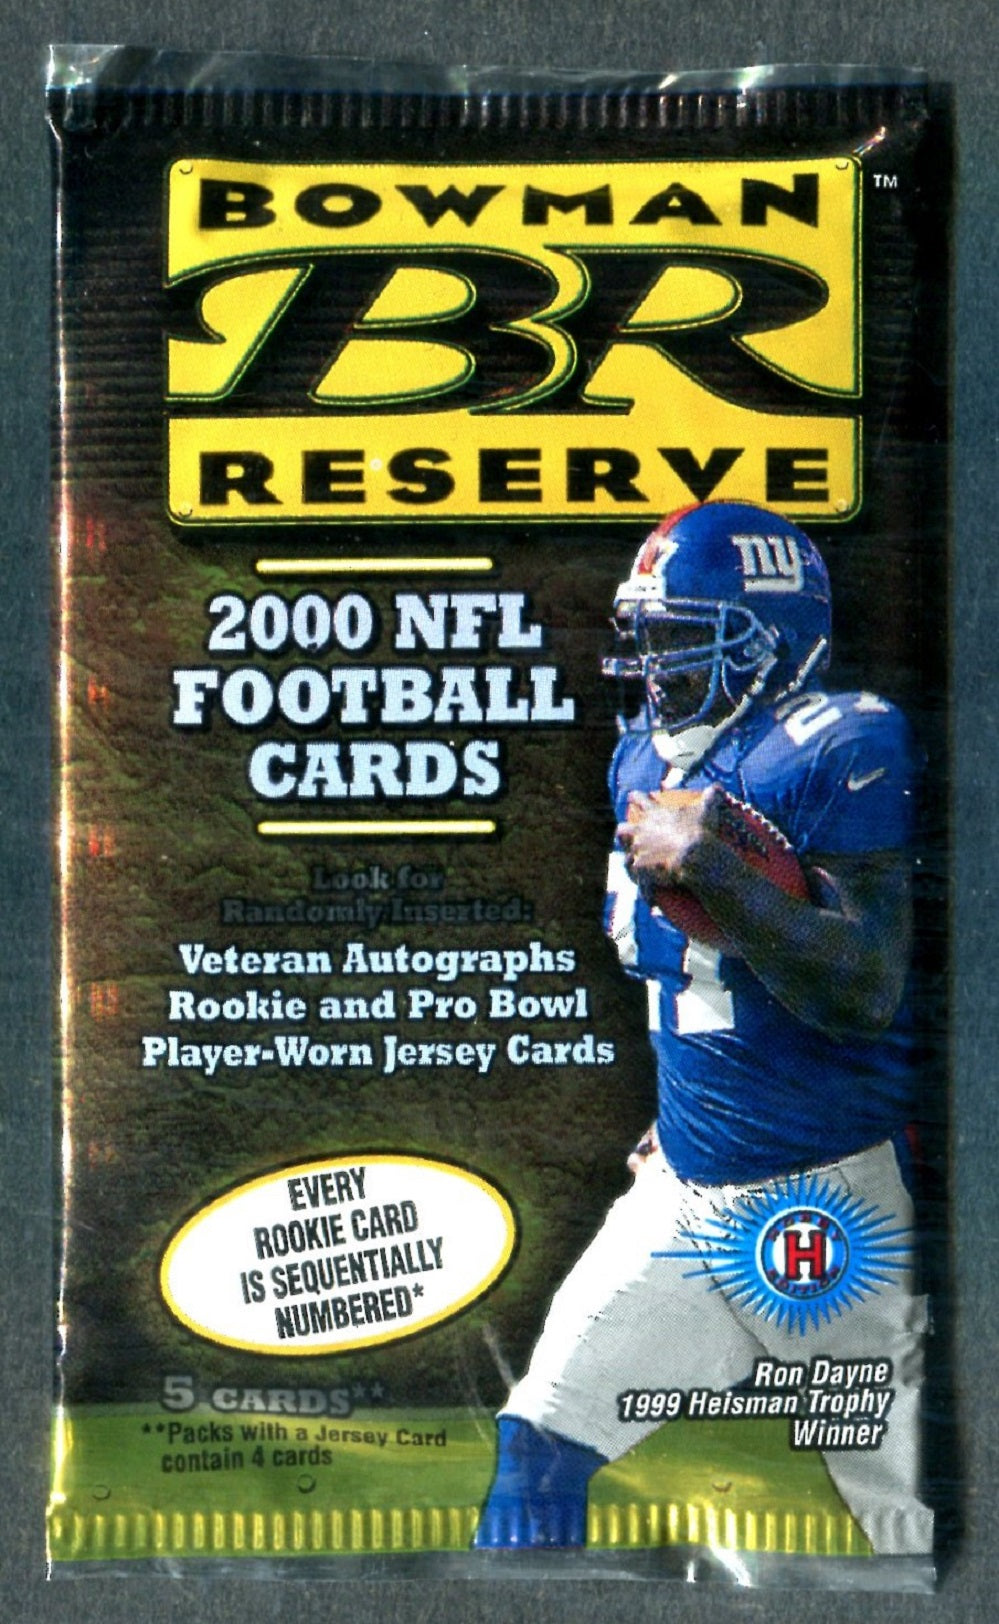 BOWMAN
TM
BR
RESERVE
ny
2000 NFL
FOOTBALL
CARDS
Look for
Randomly Inserted:
Veteran Autographs
Rookie and Pro Bowl
Player-Worn Jersey Cards
EVERY
ROOKIE CARD
IS SEQUENTIALLY
NUMBERED*
HOBBY
H
EDITION
Ron Dayne
1999 Heisman Trophy
Winner
5 CARDS**
**Packs with a Jersey Card
contain 4 cards